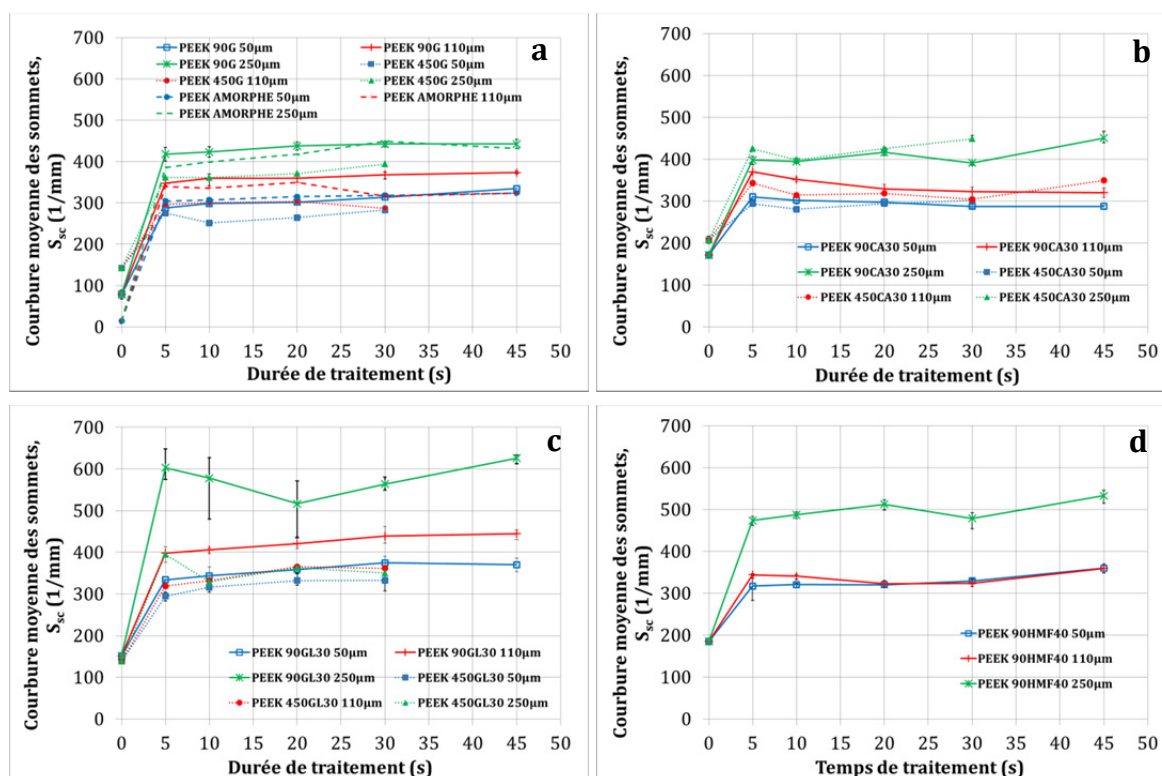 a
Courbure moyenne des sommets,
S_sc (1/mm)
700
600
500
400
300
200
100
0
PEEK 90G 50µm
PEEK 90G 110µm
PEEK 90G 250µm
PEEK 450G 50µm
PEEK 450G 110µm
PEEK 450G 250µm
PEEK AMORPHE 50µm
PEEK AMORPHE 110µm
PEEK AMORPHE 250µm
0 5 10 15 20 25 30 35 40 45 50
Durée de traitement (s)
b
Courbure moyenne des sommets,
S_sc (1/mm)
700
600
500
400
300
200
100
0
PEEK 90CA30 50µm
PEEK 90CA30 110µm
PEEK 90CA30 250µm
PEEK 450CA30 50µm
PEEK 450CA30 110µm
PEEK 450CA30 250µm
0 5 10 15 20 25 30 35 40 45 50
Durée de traitement (s)
c
Courbure moyenne des sommets,
S_sc (1/mm)
700
600
500
400
300
200
100
0
PEEK 90GL30 50µm
PEEK 90GL30 110µm
PEEK 90GL30 250µm
PEEK 450GL30 50µm
PEEK 450GL30 110µm
PEEK 450GL30 250µm
0 5 10 15 20 25 30 35 40 45 50
Durée de traitement (s)
d
Courbure moyenne des sommets,
S_sc (1/mm)
700
600
500
400
300
200
100
0
PEEK 90HMF40 50µm
PEEK 90HMF40 110µm
PEEK 90HMF40 250µm
0 5 10 15 20 25 30 35 40 45 50
Temps de traitement (s)